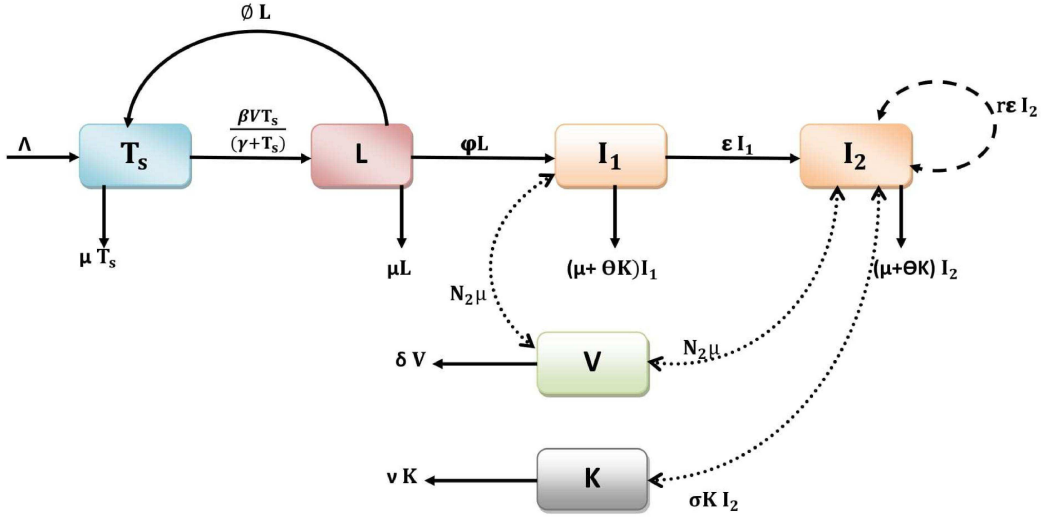 ∅ L
Λ
T_s
βVT_s
(γ+T_s)
L
φL
I_1
ε I_1
I_2
rε I_2
μ T_s
μL
(μ+ ΘK)I_1
(μ+ΘK) I_2
N_2μ
V
δ V
N_2μ
K
ν K
σK I_2